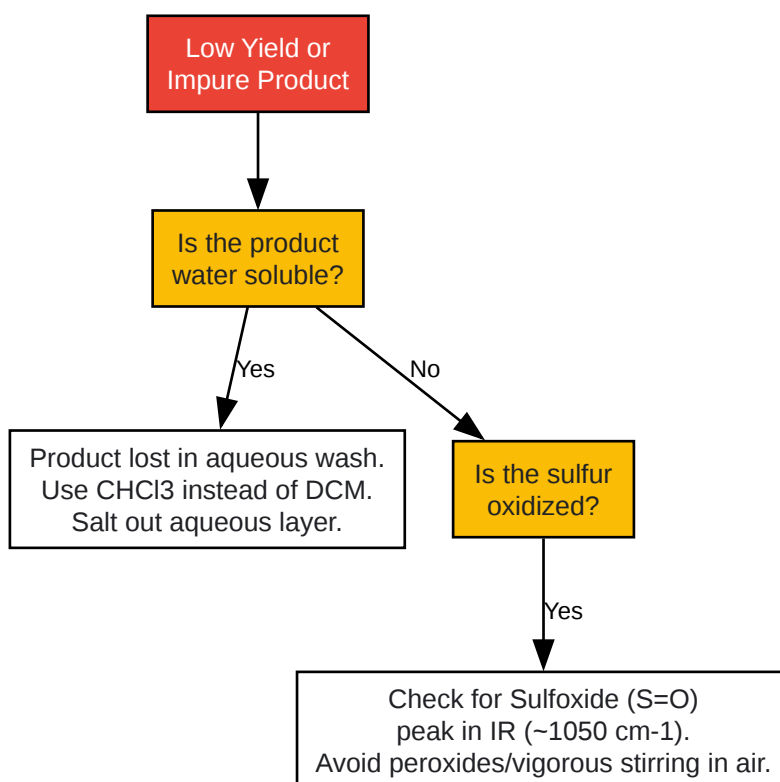 Low Yield or
Impure Product
Is the product
water soluble?
Yes
No
Product lost in aqueous wash.
Use CHCl3 instead of DCM.
Salt out aqueous layer.
Is the sulfur
oxidized?
Yes
Check for Sulfoxide (S=O)
peak in IR (~1050 cm-1).
Avoid peroxides/vigorous stirring in air.